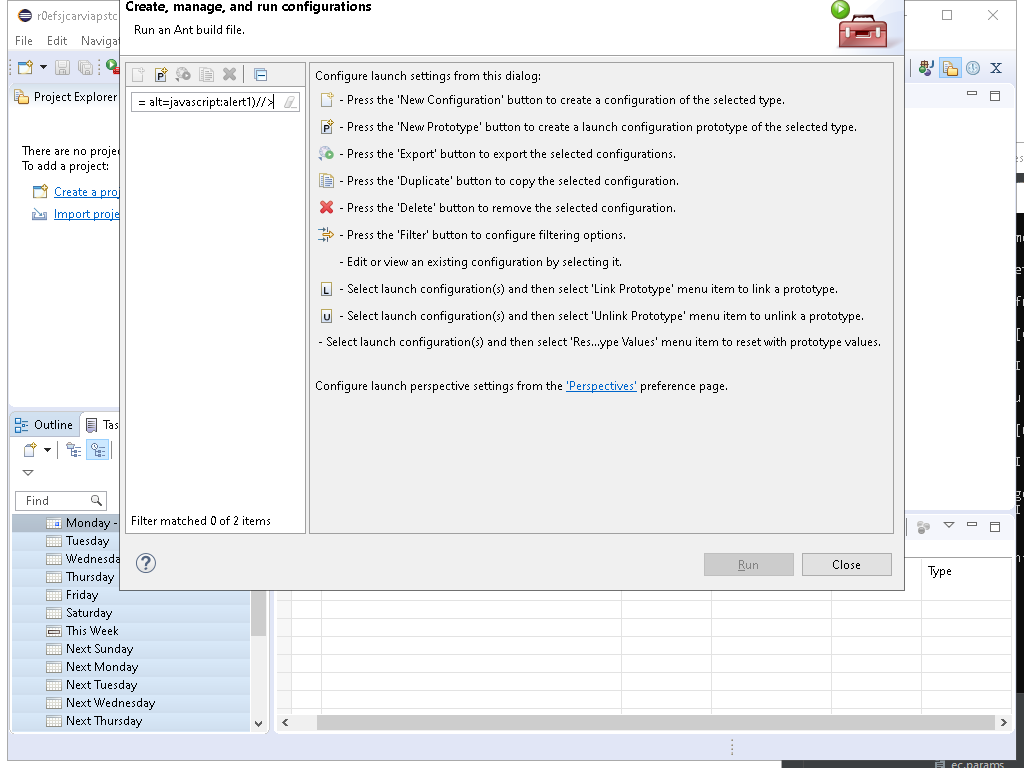 Create, manage, and run configurations
Run an Ant build file.
r0efsjcarviapstc
File Edit Naviga
Project Explorer
= alt=javascript:alert1)//>
Configure launch settings from this dialog:
- Press the 'New Configuration' button to create a configuration of the selected type.
- Press the 'New Prototype' button to create a launch configuration prototype of the selected type.
- Press the 'Export' button to export the selected configurations.
- Press the 'Duplicate' button to copy the selected configuration.
- Press the 'Delete' button to remove the selected configuration.
- Press the 'Filter' button to configure filtering options.
- Edit or view an existing configuration by selecting it.
L - Select launch configuration(s) and then select 'Link Prototype' menu item to link a prototype.
U - Select launch configuration(s) and then select 'Unlink Prototype' menu item to unlink a prototype.
- Select launch configuration(s) and then select 'Res...ype Values' menu item to reset with prototype values.
Configure launch perspective settings from the 'Perspectives' preference page.
There are no projec
To add a project:
Create a proj
Import proje
Outline Tas
Find
Filter matched 0 of 2 items
Run
Close
Monday -
Tuesday
Wednesda
Thursday
Friday
Saturday
This Week
Next Sunday
Next Monday
Next Tuesday
Next Wednesday
Next Thursday
Type
ec.params